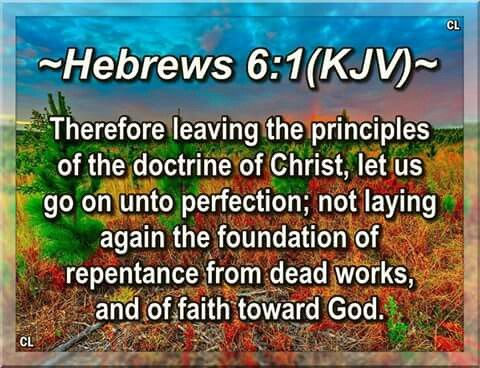 CL
~Hebrews 6:1(KJV)~
Therefore leaving the principles
of the doctrine of Christ, let us
go on unto perfection; not laying
again the foundation of
repentance from dead works,
and of faith toward God.
CL